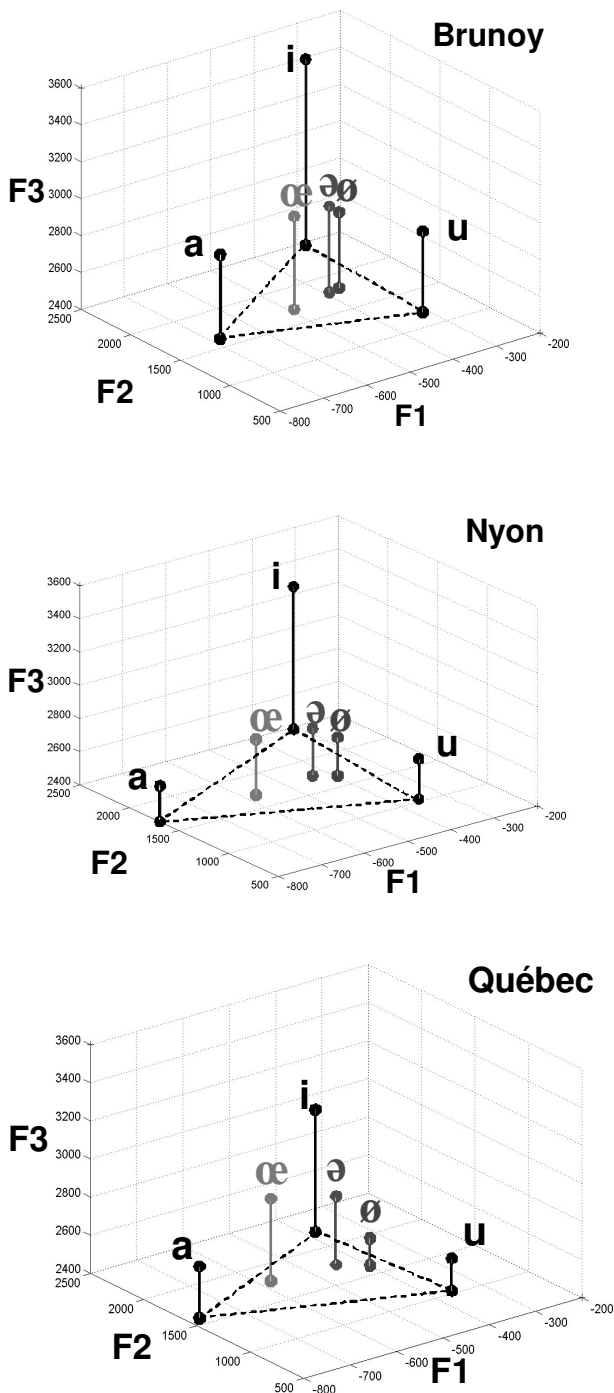 Brunoy
i
3600
3400
3200
3000
2800
2600
2400
F3
œ
ə
ø
a
u
2500
2000
1500
1000
500
F2
-800
-700
-600
-500
-400
-300
-200
F1
Nyon
i
3600
3400
3200
3000
2800
2600
2400
F3
œ
ə
ø
a
u
2500
2000
1500
1000
500
F2
-800
-700
-600
-500
-400
-300
-200
F1
Québec
i
3600
3400
3200
3000
2800
2600
2400
F3
œ
ə
ø
a
u
2500
2000
1500
1000
500
F2
-800
-700
-600
-500
-400
-300
-200
F1